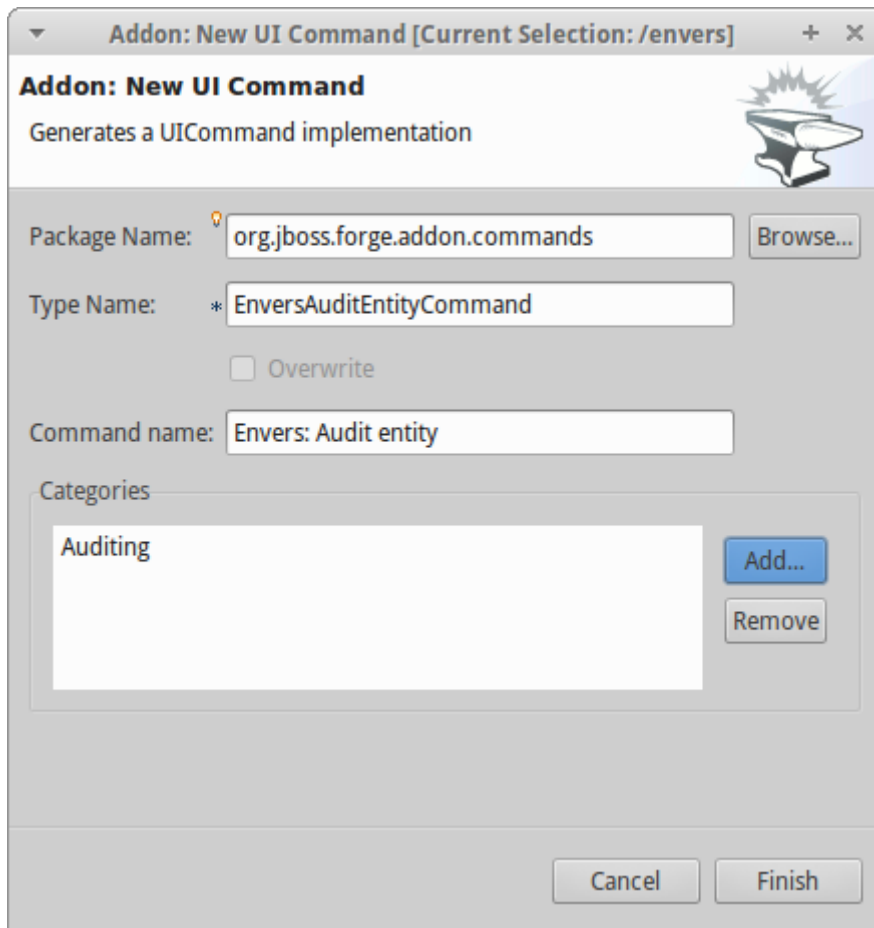 Addon: New UI Command [Current Selection: /envers]
Addon: New UI Command
Generates a UICommand implementation
Package Name: org.jboss.forge.addon.commands Browse...
Type Name: * EnversAuditEntityCommand
Overwrite
Command name: Envers: Audit entity
Categories
Auditing
Add...
Remove
Cancel Finish